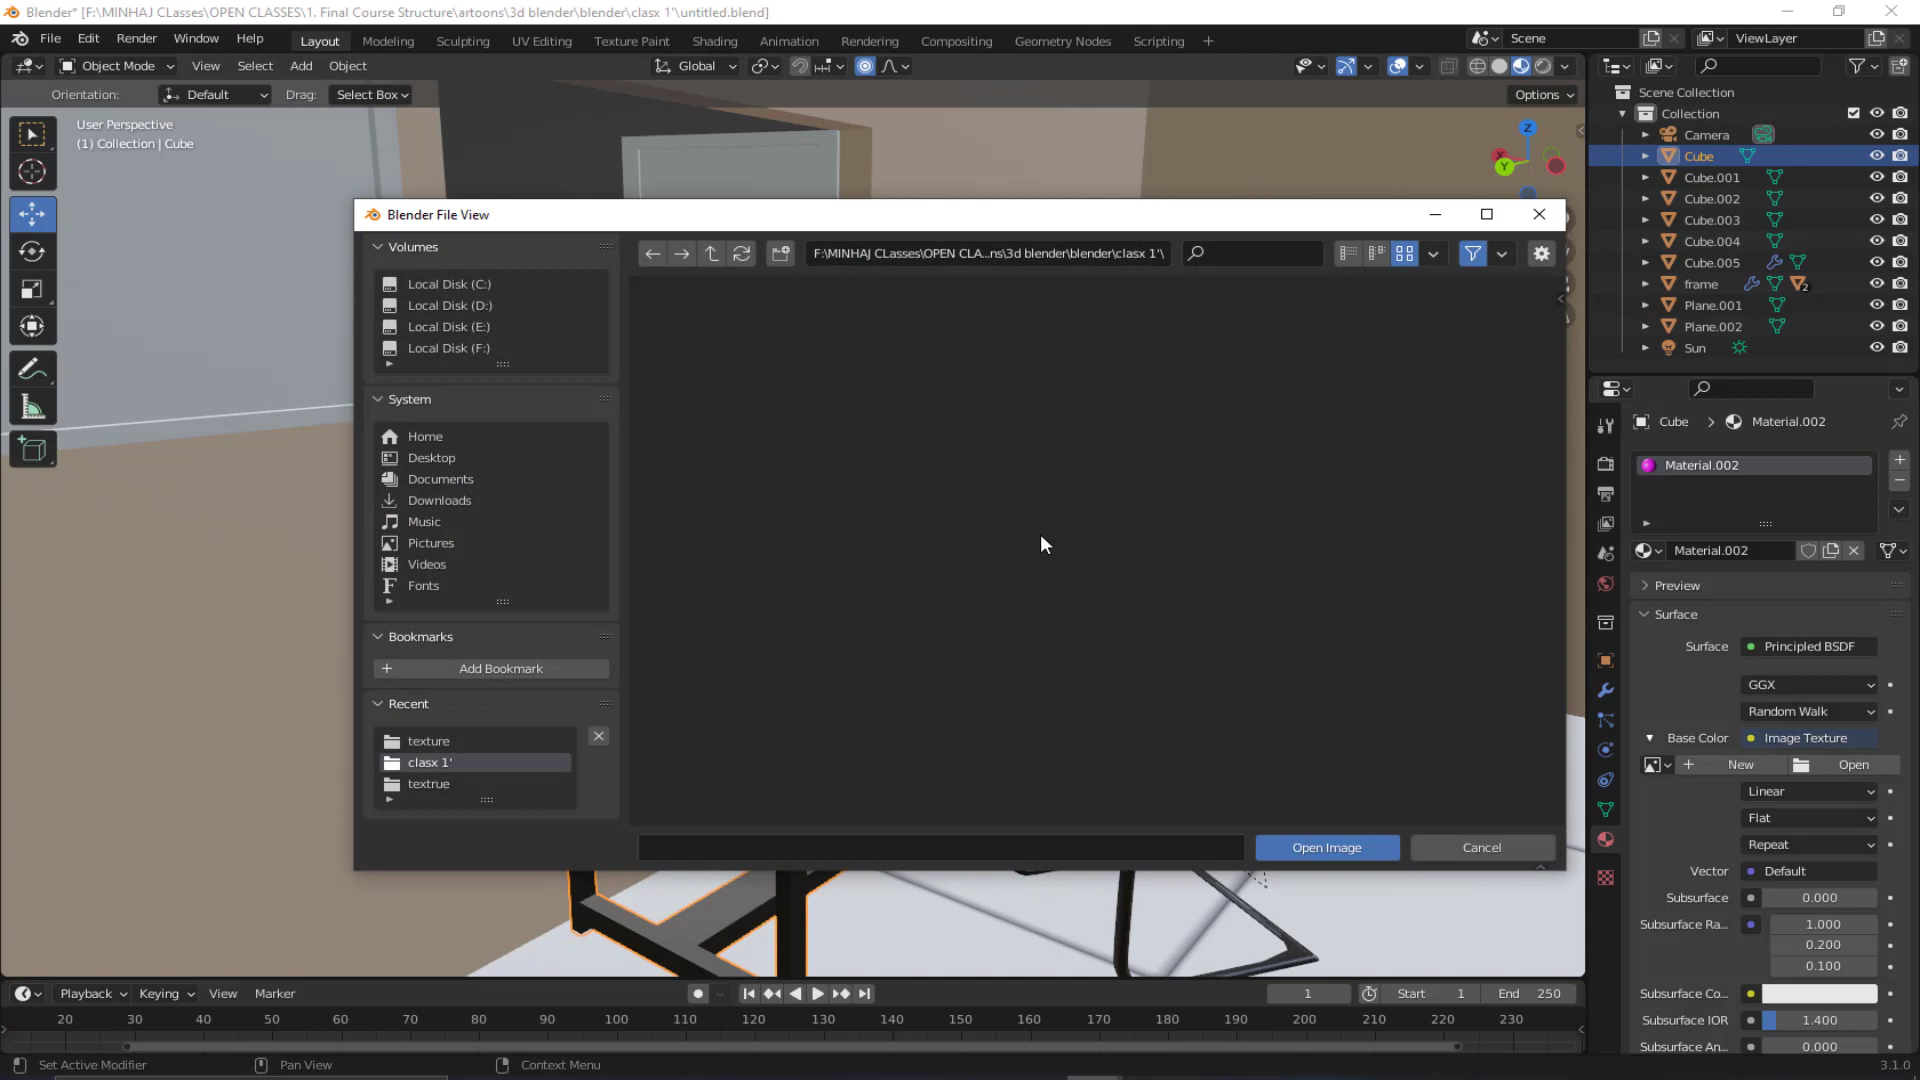 Blender* [F:\MINHAJ CLasses\OPEN CLASSES\1. Final Course Structure\artoons\3d blender\blender\clasx 1'\untitled.blend]
File Edit Render Window Help Layout Modeling Sculpting UV Editing Texture Paint Shading Animation Rendering Compositing Geometry Nodes Scripting + Scene ViewLayer
Object Mode View Select Add Object Global
Orientation: Default Drag: Select Box Options
User Perspective
(1) Collection | Cube
Z
X
Y
Scene Collection
Collection
Camera
Cube
Cube.001
Cube.002
Cube.003
Cube.004
Cube.005
frame 2
Plane.001
Plane.002
Sun
Blender File View
Volumes
F:\MINHAJ CLasses\OPEN CLA...ns\3d blender\blender\clasx 1'\
Local Disk (C:)
Local Disk (D:)
Local Disk (E:)
Local Disk (F:)
System
Home
Desktop
Documents
Downloads
Music
Pictures
Videos
Fonts
Bookmarks
Add Bookmark
Recent
texture
clasx 1'
textrue
Open Image Cancel
Cube > Material.002
Material.002
Material.002
Preview
Surface
Surface Principled BSDF
GGX
Random Walk
Base Color Image Texture
New Open
Linear
Flat
Repeat
Vector Default
Subsurface 0.000
Subsurface Ra... 1.000
0.200
0.100
Subsurface Co...
Subsurface IOR 1.400
Subsurface An... 0.000
Playback Keying View Marker 1 Start 1 End 250
20 30 40 50 60 70 80 90 100 110 120 130 140 150 160 170 180 190 200 210 220 230
Set Active Modifier Pan View Context Menu 3.1.0